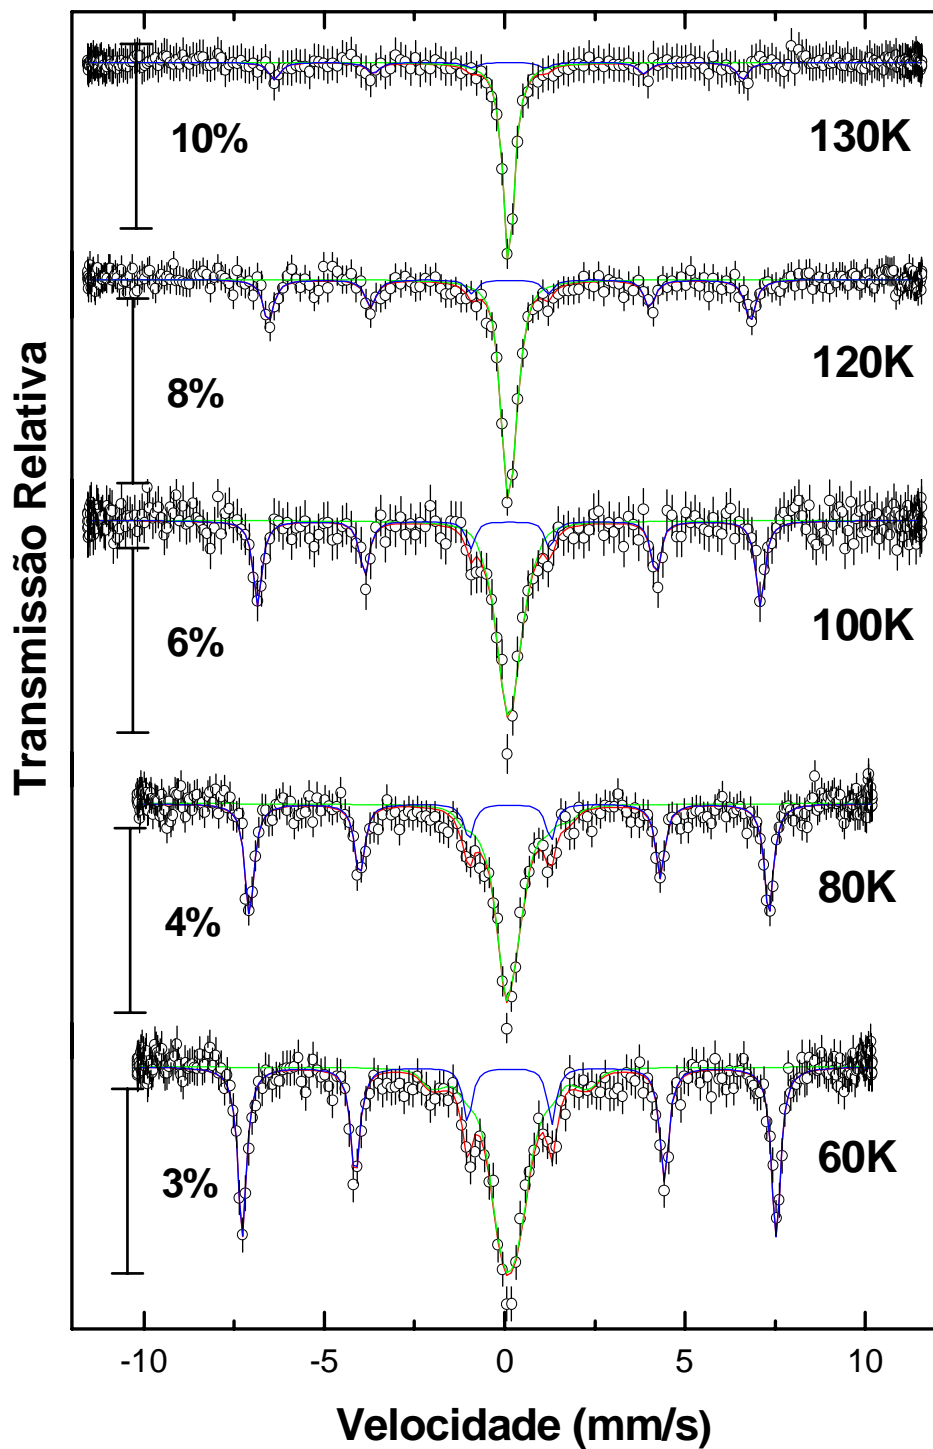 10%
130K
8%
120K
6%
100K
4%
80K
3%
60K
Transmissão Relativa
-10 -5 0 5 10
Velocidade (mm/s)